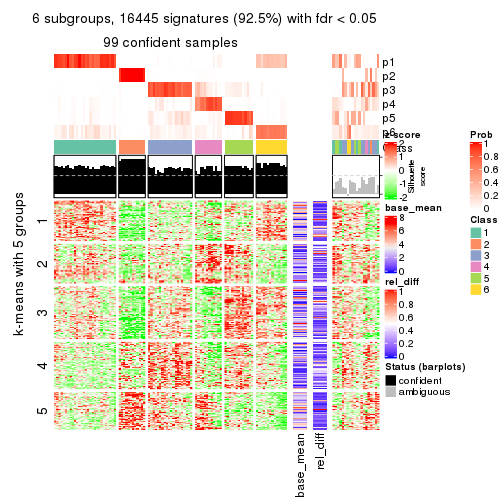 6 subgroups, 16445 signatures (92.5%) with fdr < 0.05
99 confident samples
p1
p2
p3
p4
p5
p6
Class
Silhouette
score
k-means with 5 groups
1
2
3
4
5
base_mean
rel_diff
z-score
2
1
0
-1
-2
base_mean
8
6
4
2
0
rel_diff
1
0.8
0.6
0.4
0.2
0
Status (barplots)
confident
ambiguous
Prob
1
0.8
0.6
0.4
0.2
0
Class
1
2
3
4
5
6